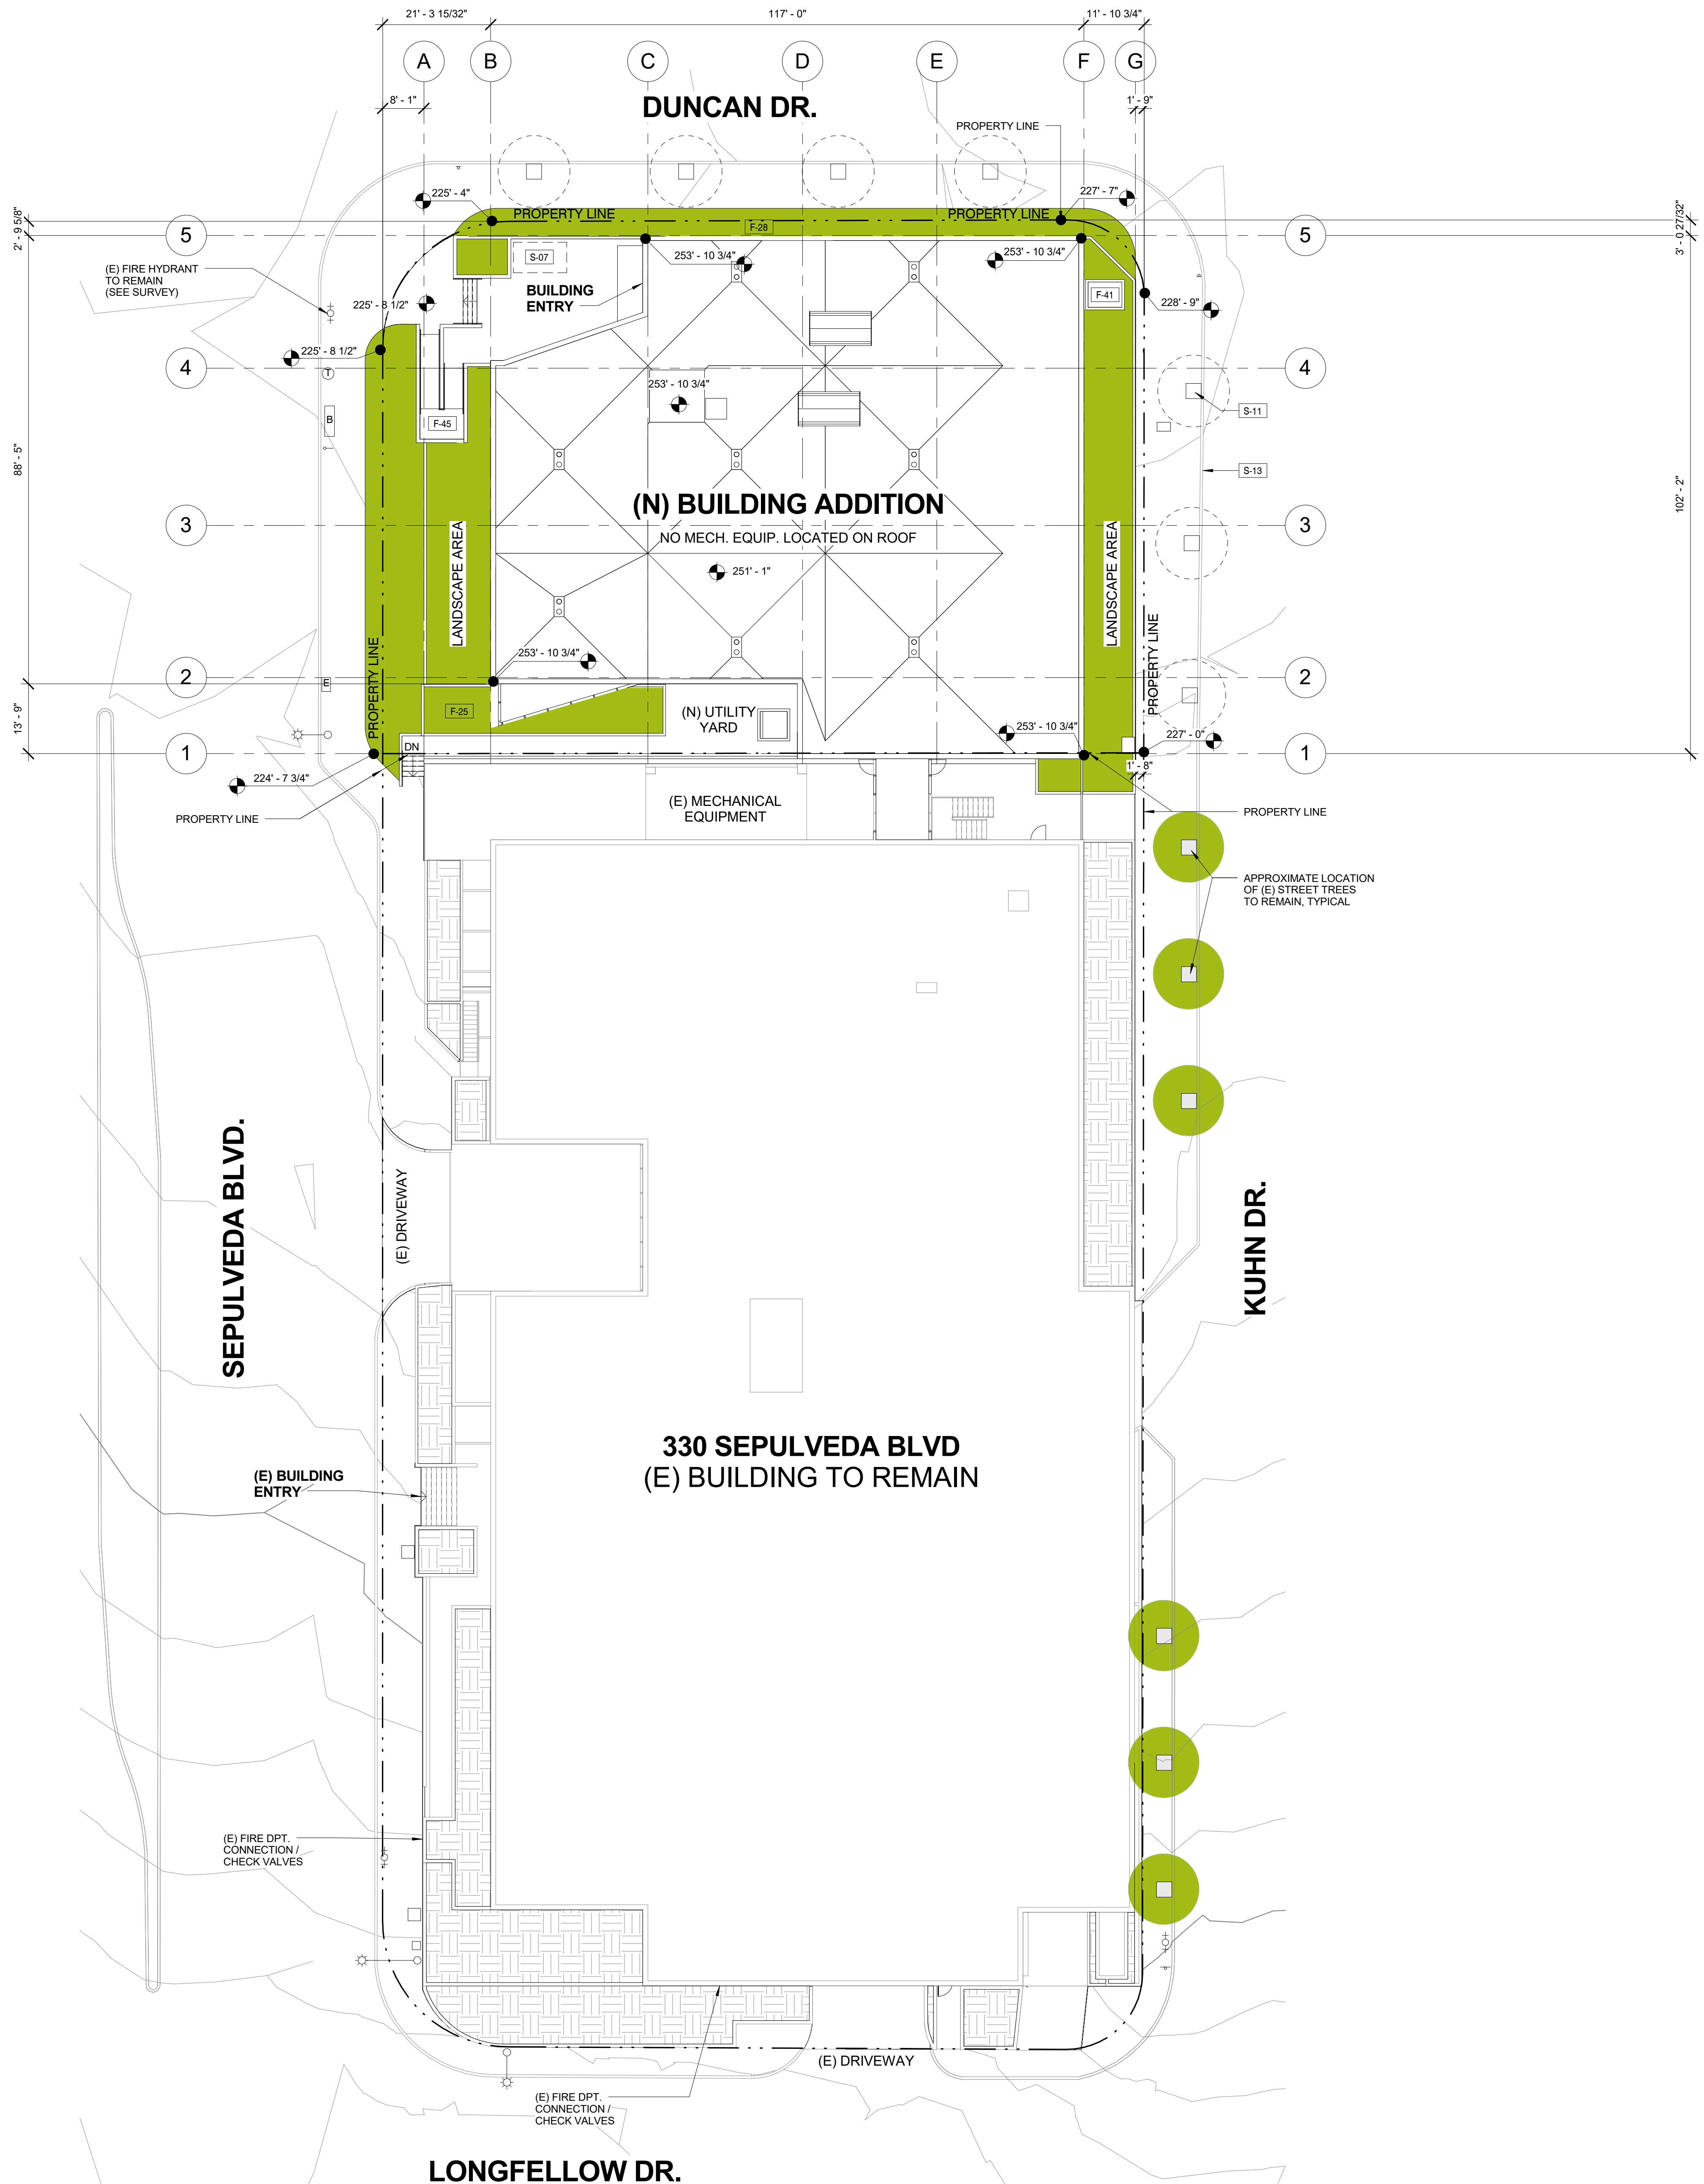 21' - 3 15/32"
117' - 0"
11' - 10 3/4"
A
B
C
D
E
F
G
8' - 1"
1' - 9"
DUNCAN DR.
PROPERTY LINE
225' - 4"
227' - 7"
PROPERTY LINE
PROPERTY LINE
2' - 9 5/8"
3' - 0 27/32"
5
F-28
5
S-07
253' - 10 3/4"
253' - 10 3/4"
(E) FIRE HYDRANT
TO REMAIN
(SEE SURVEY)
BUILDING
ENTRY
225' - 8 1/2"
F-41
228' - 9"
225' - 8 1/2"
4
4
T
253' - 10 3/4"
B
F-45
S-11
88' - 5"
S-13
102' - 2"
(N) BUILDING ADDITION
NO MECH. EQUIP. LOCATED ON ROOF
3
3
251' - 1"
LANDSCAPE AREA
LANDSCAPE AREA
PROPERTY LINE
PROPERTY LINE
253' - 10 3/4"
2
2
E
F-25
(N) UTILITY
YARD
13' - 9"
253' - 10 3/4"
227' - 0"
DN
1
1
1' - 8"
224' - 7 3/4"
PROPERTY LINE
(E) MECHANICAL
EQUIPMENT
PROPERTY LINE
APPROXIMATE LOCATION
OF (E) STREET TREES
TO REMAIN, TYPICAL
SEPULVEDA BLVD.
(E) DRIVEWAY
KUHN DR.
330 SEPULVEDA BLVD
(E) BUILDING TO REMAIN
(E) BUILDING
ENTRY
(E) FIRE DPT.
CONNECTION /
CHECK VALVES
(E) DRIVEWAY
(E) FIRE DPT.
CONNECTION /
CHECK VALVES
LONGFELLOW DR.